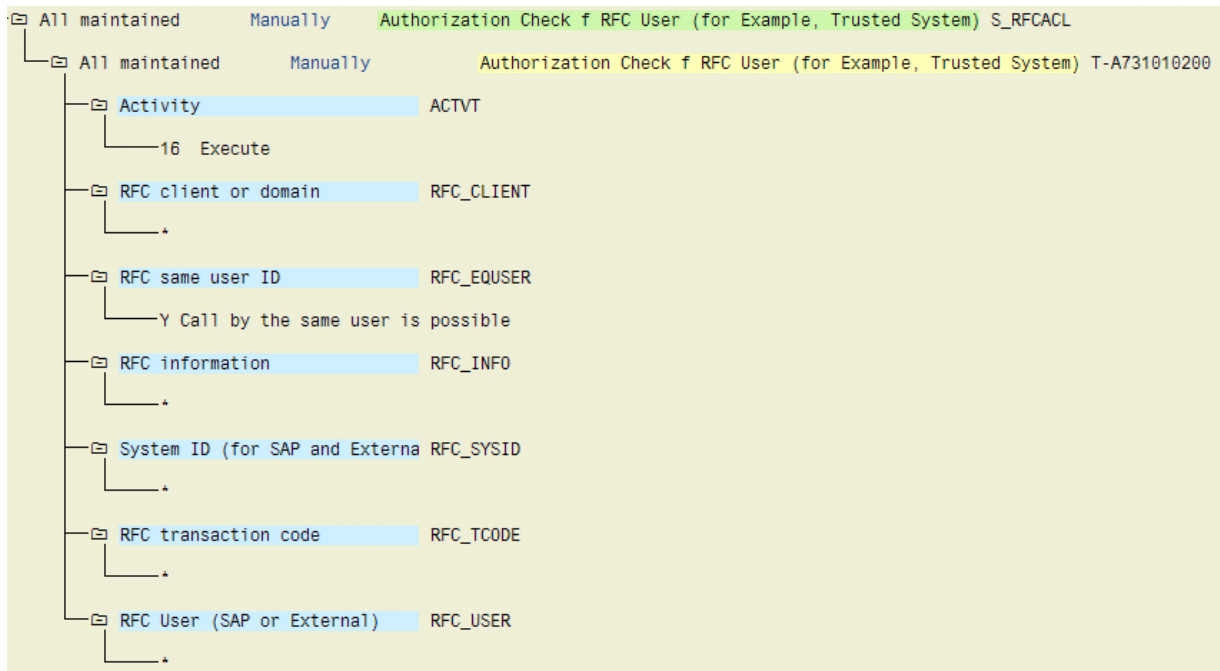 All maintained Manually Authorization Check f RFC User (for Example, Trusted System) S_RFCACL
All maintained Manually Authorization Check f RFC User (for Example, Trusted System) T-A731010200
Activity ACTVT
16 Execute
RFC client or domain RFC_CLIENT
*
RFC same user ID RFC_EQUSER
Y Call by the same user is possible
RFC information RFC_INFO
*
System ID (for SAP and Externa RFC_SYSID
*
RFC transaction code RFC_TCODE
*
RFC User (SAP or External) RFC_USER
*